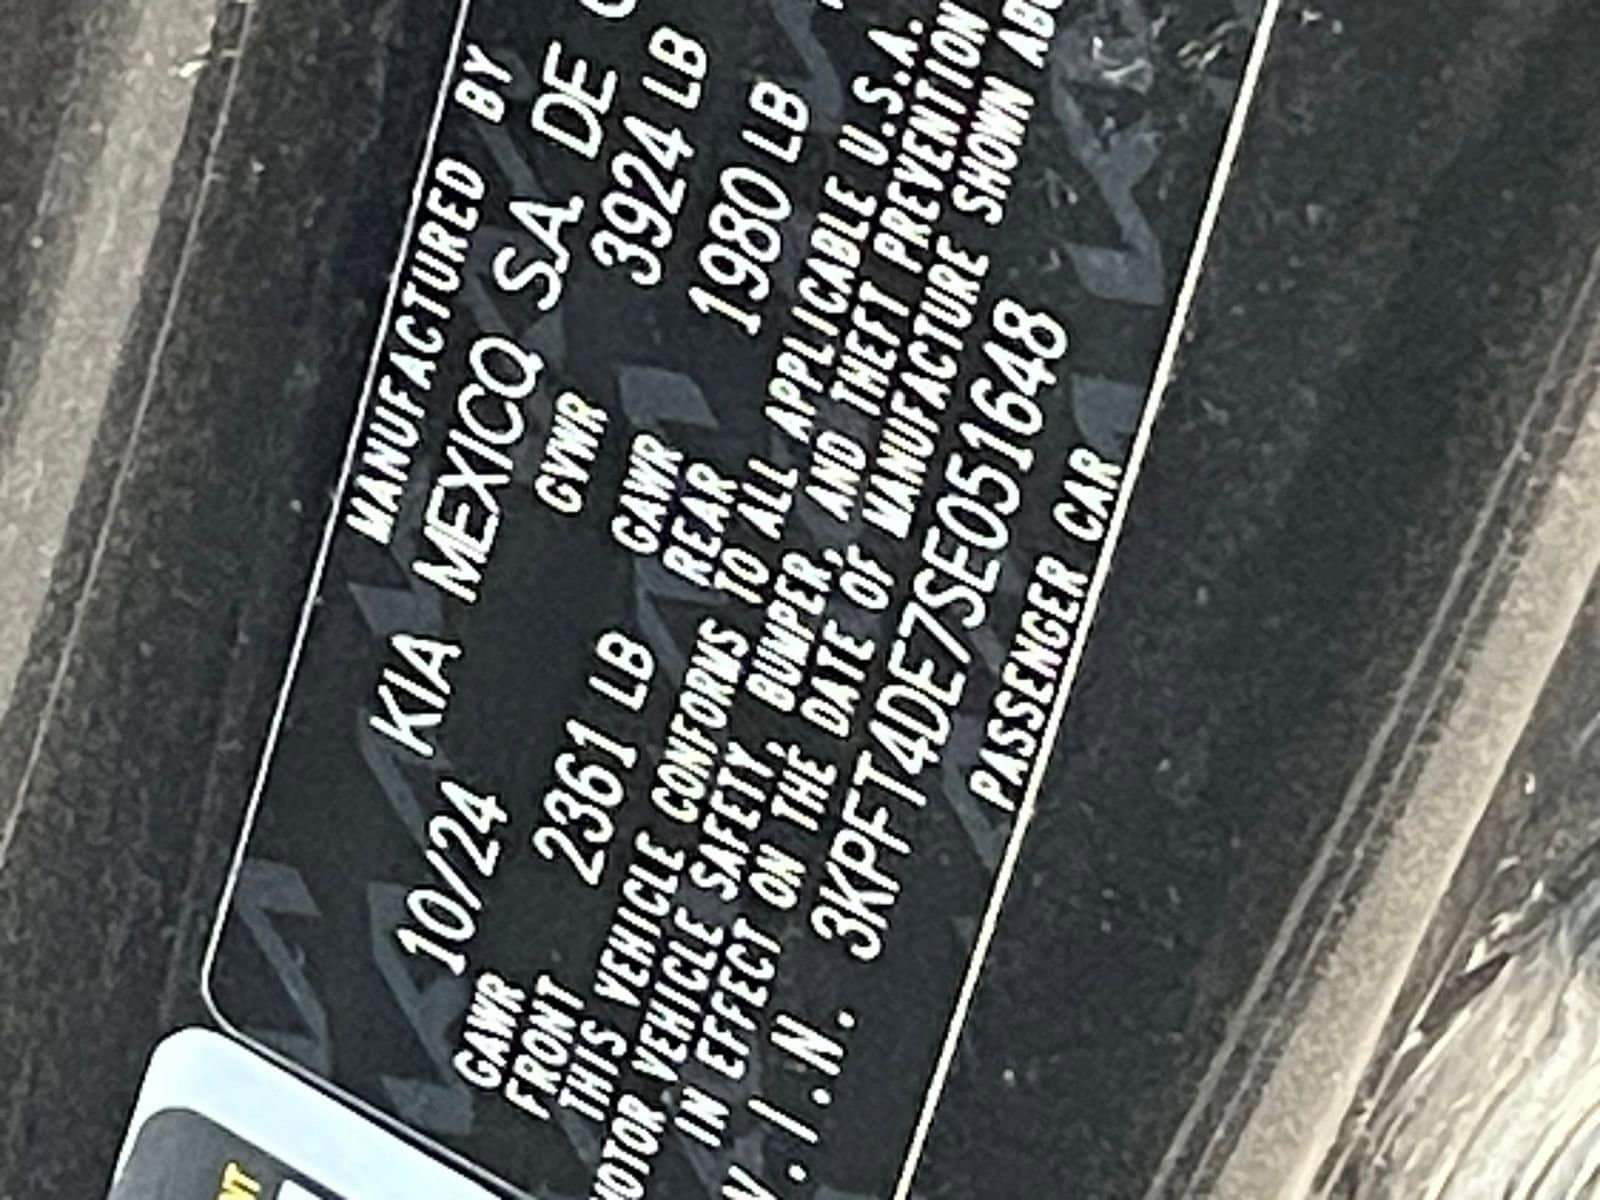 MANUFACTURED BY
10/24 KIA MEXICO, S.A. DE
GVWR 3924 LB
GAWR FRONT 2361 LB GAWR REAR 1980 LB
THIS VEHICLE CONFORMS TO ALL APPLICABLE U.S.A.
VEHICLE SAFETY, BUMPER, AND THEFT PREVENTION
IN EFFECT ON THE DATE OF MANUFACTURE SHOWN
V.I.N. 3KPFT4DE7SE051648
PASSENGER CAR